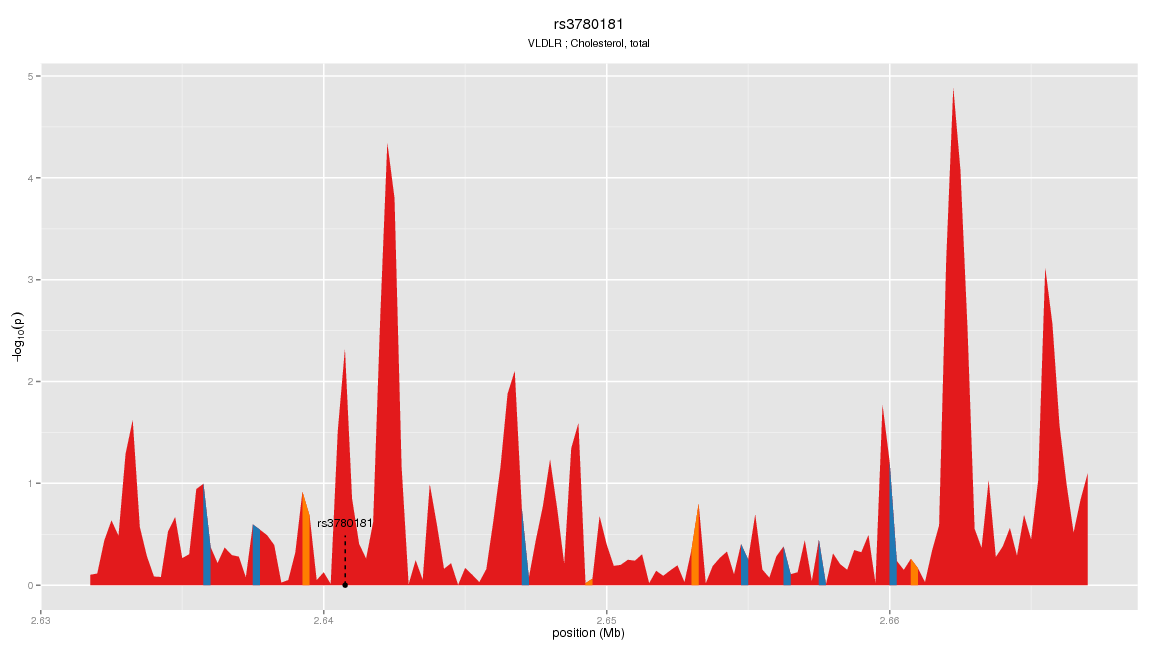 rs3780181
VLDLR ; Cholesterol, total
5
4
3
2
1
0
−log10(p)
rs3780181
2.63
2.64
2.65
2.66
position (Mb)